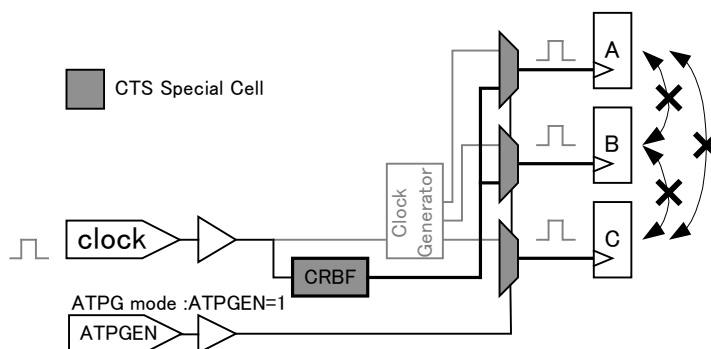 A
CTS Special Cell
B
Clock
Generator
C
clock
CRBF
ATPG mode :ATPGEN=1
ATPGEN